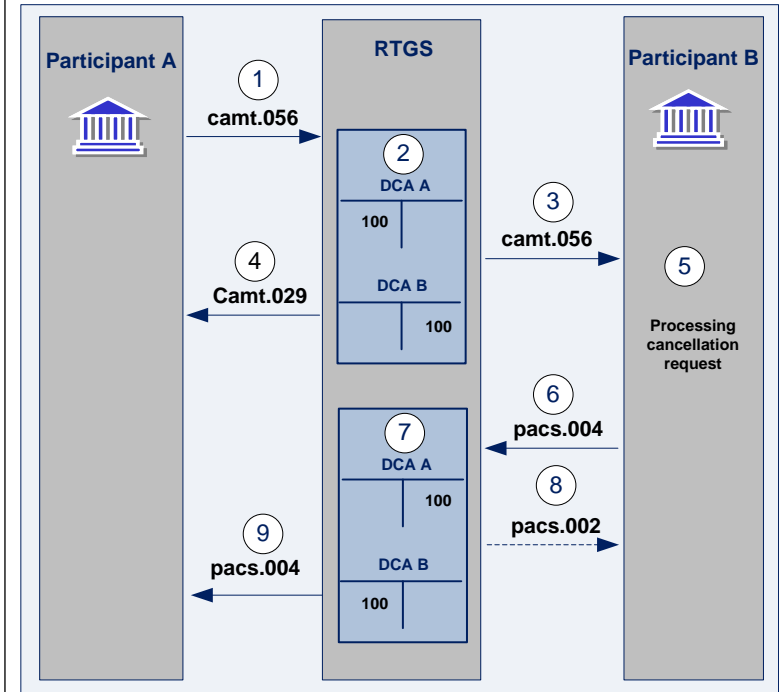 Participant A
RTGS
Participant B
1
camt.056
2
DCA A
100
3
camt.056
4
Camt.029
DCA B
100
5
Processing
cancellation
request
6
pacs.004
7
DCA A
100
8
pacs.002
9
pacs.004
DCA B
100